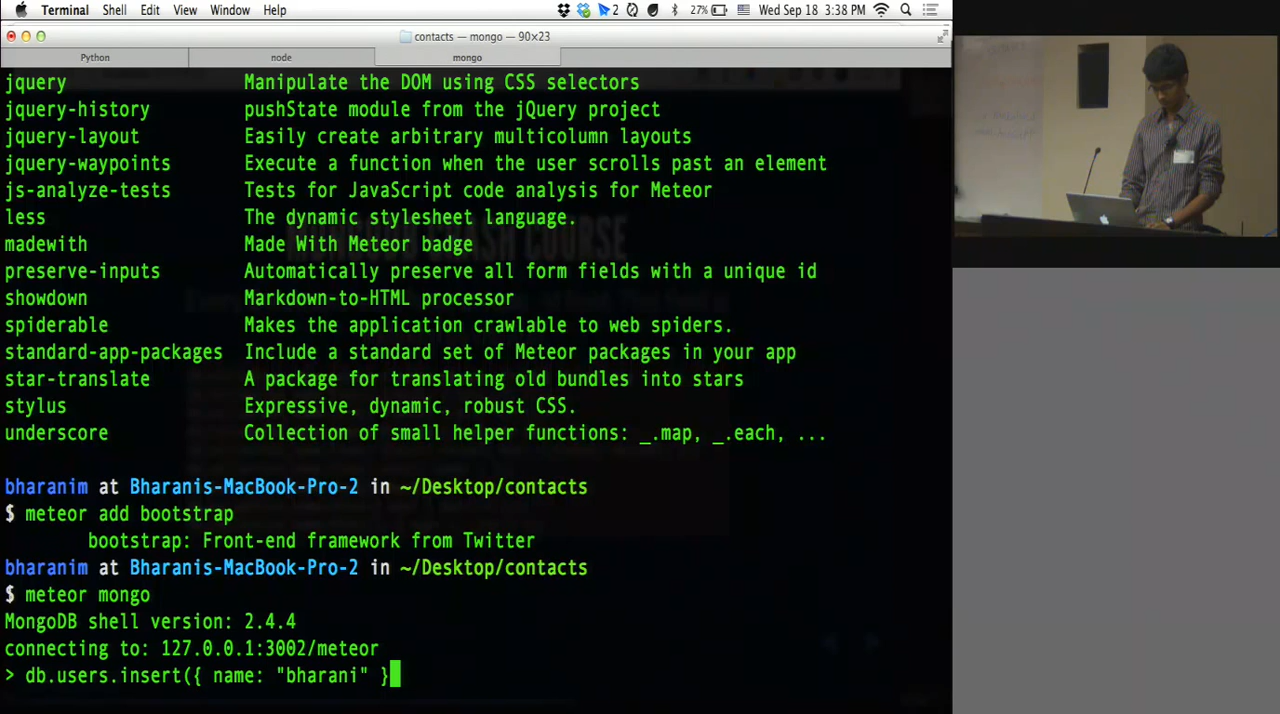 Terminal Shell Edit View Window Help 2 27% Wed Sep 18 3:38 PM
contacts — mongo — 90×23
Python node mongo
jquery Manipulate the DOM using CSS selectors
jquery-history pushState module from the jQuery project
jquery-layout Easily create arbitrary multicolumn layouts
jquery-waypoints Execute a function when the user scrolls past an element
js-analyze-tests Tests for JavaScript code analysis for Meteor
less The dynamic stylesheet language.
madewith Made With Meteor badge
preserve-inputs Automatically preserve all form fields with a unique id
showdown Markdown-to-HTML processor
spiderable Makes the application crawlable to web spiders.
standard-app-packages Include a standard set of Meteor packages in your app
star-translate A package for translating old bundles into stars
stylus Expressive, dynamic, robust CSS.
underscore Collection of small helper functions: _.map, _.each, ...
bharanim at Bharanis-MacBook-Pro-2 in ~/Desktop/contacts
$ meteor add bootstrap
bootstrap: Front-end framework from Twitter
bharanim at Bharanis-MacBook-Pro-2 in ~/Desktop/contacts
$ meteor mongo
MongoDB shell version: 2.4.4
connecting to: 127.0.0.1:3002/meteor
> db.users.insert({ name: "bharani" }